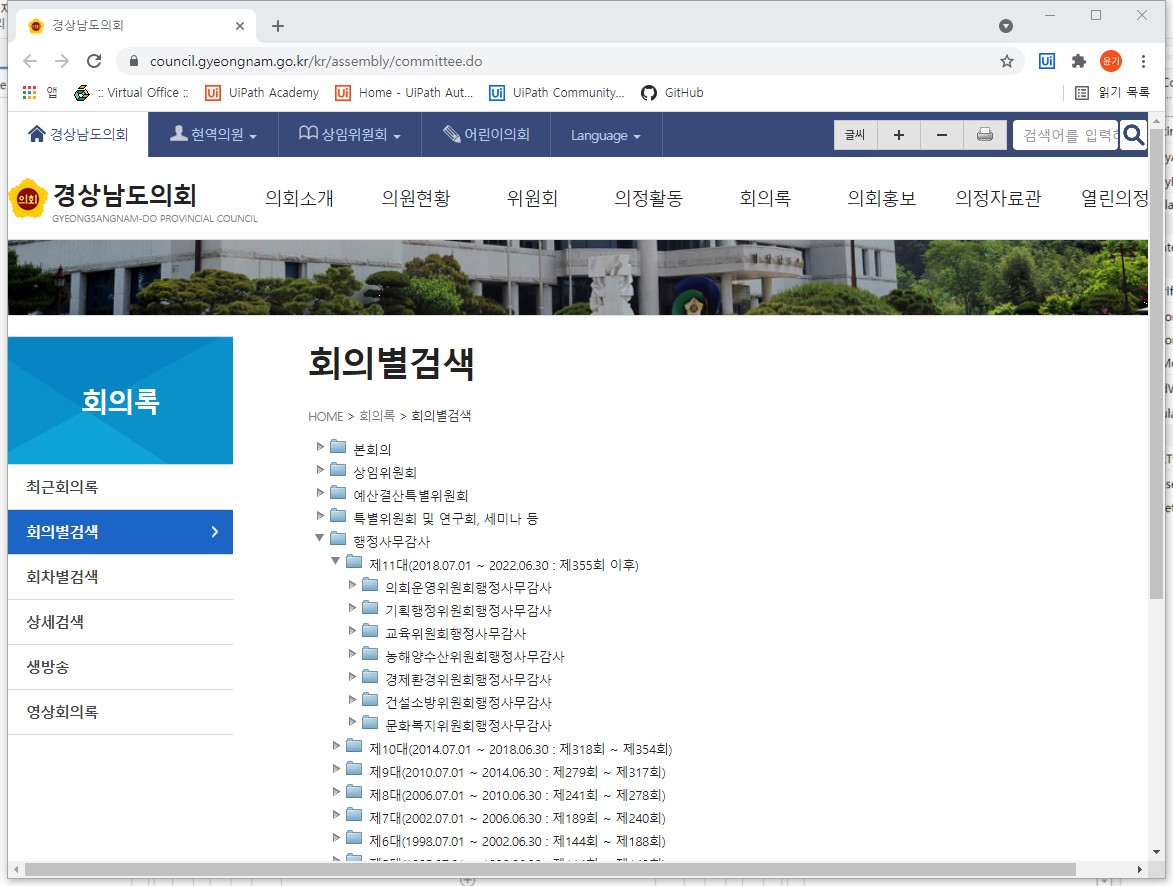 경상남도의회
council.gyeongnam.go.kr/kr/assembly/committee.do
윤기
앱 :: Virtual Office :: UiPath Academy Home - UiPath Aut... UiPath Community... GitHub 읽기 목록
경상남도의회 현역의원 상임위원회 어린이의회 Language 글씨 + − 검색어를 입력하
의회
경상남도의회
GYEONGSANGNAM-DO PROVINCIAL COUNCIL
의회소개 의원현황 위원회 의정활동 회의록 의회홍보 의정자료관 열린의정
회의록
최근회의록
회의별검색
회차별검색
상세검색
생방송
영상회의록
회의별검색
HOME > 회의록 > 회의별검색
본회의
상임위원회
예산결산특별위원회
특별위원회 및 연구회, 세미나 등
행정사무감사
제11대(2018.07.01 ~ 2022.06.30 : 제355회 이후)
의회운영위원회행정사무감사
기획행정위원회행정사무감사
교육위원회행정사무감사
농해양수산위원회행정사무감사
경제환경위원회행정사무감사
건설소방위원회행정사무감사
문화복지위원회행정사무감사
제10대(2014.07.01 ~ 2018.06.30 : 제318회 ~ 제354회)
제9대(2010.07.01 ~ 2014.06.30 : 제279회 ~ 제317회)
제8대(2006.07.01 ~ 2010.06.30 : 제241회 ~ 제278회)
제7대(2002.07.01 ~ 2006.06.30 : 제189회 ~ 제240회)
제6대(1998.07.01 ~ 2002.06.30 : 제144회 ~ 제188회)